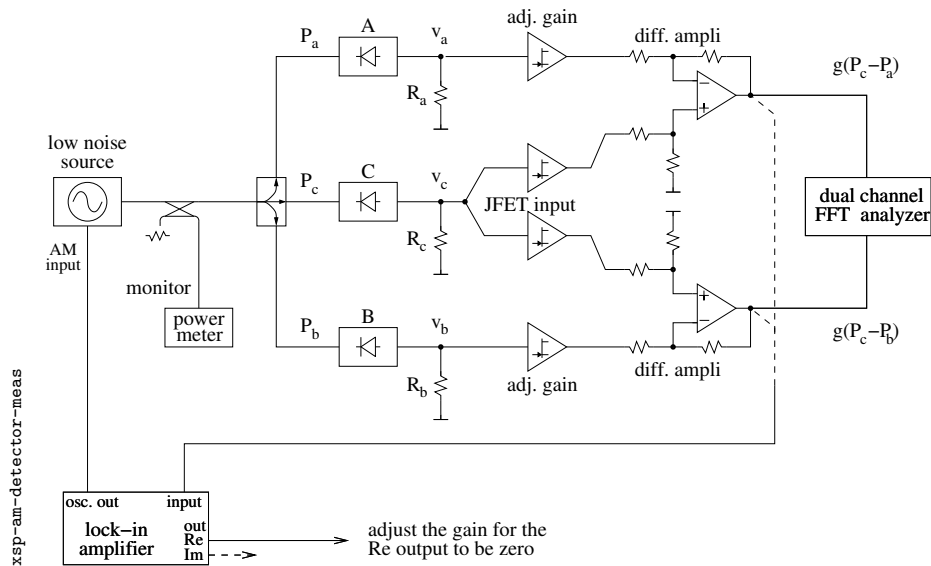 adj. gain
A
P_a
v_a
diff. ampli
g(P_c−P_a)
R_a
−
+
low noise
source
P_c
C
v_c
JFET input
dual channel
FFT analyzer
AM
input
R_c
monitor
power
meter
P_b
B
v_b
+
−
g(P_c−P_b)
R_b
adj. gain
diff. ampli
xsp-am-detector-meas
osc. out
input
lock−in
amplifier
out
Re
Im
adjust the gain for the
Re output to be zero